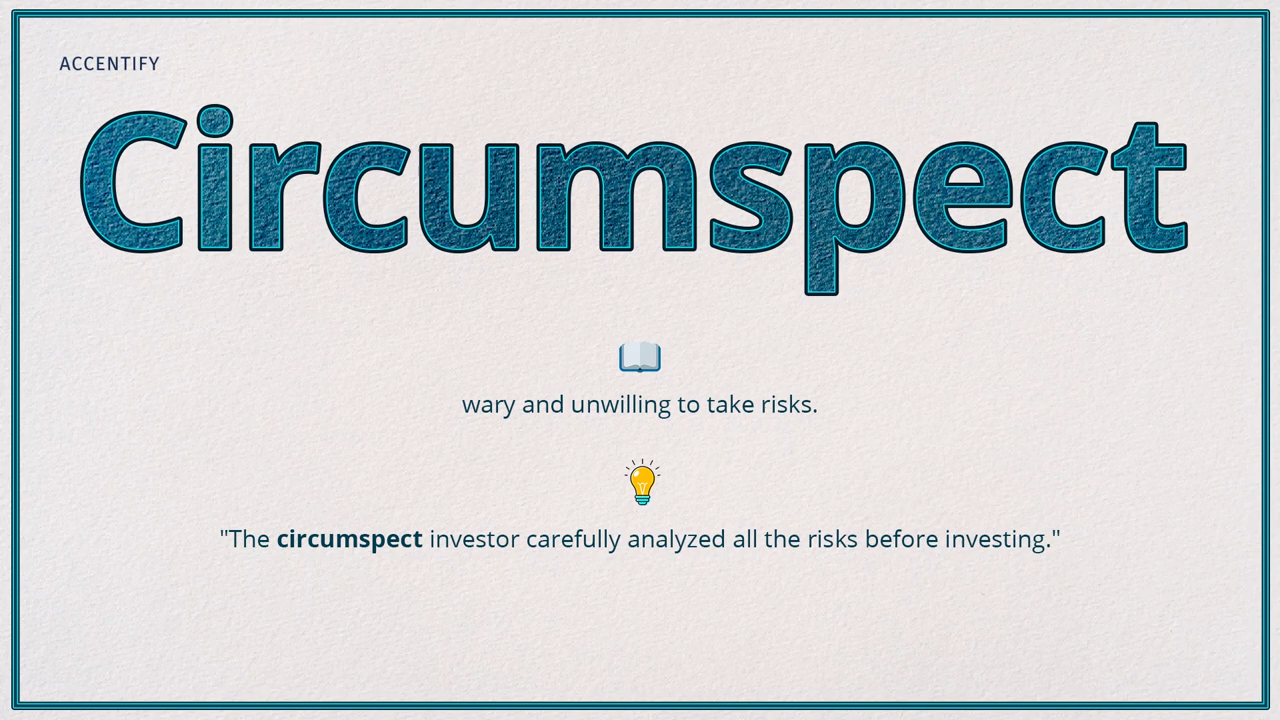 ACCENTIFY
Circumspect
wary and unwilling to take risks.
"The circumspect investor carefully analyzed all the risks before investing."